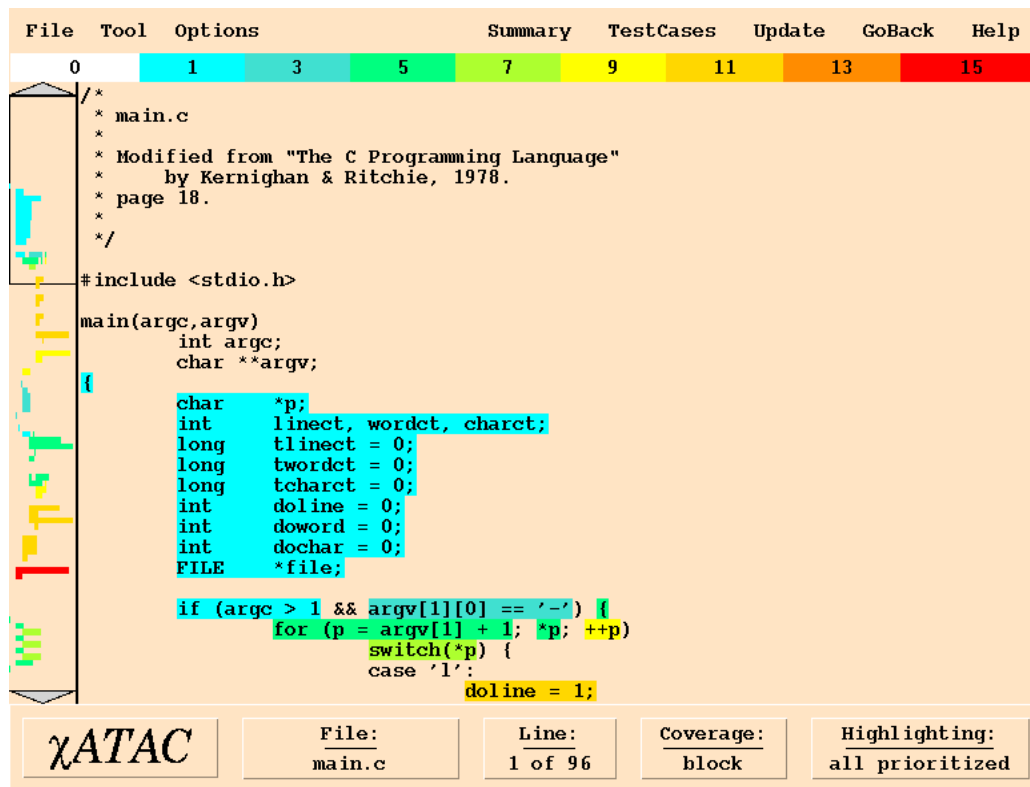 File Tool Options Summary TestCases Update GoBack Help
0 1 3 5 7 9 11 13 15
/*
* main.c
*
* Modified from "The C Programming Language"
* by Kernighan & Ritchie, 1978.
* page 18.
*
*/
#include <stdio.h>
main(argc,argv)
int argc;
char **argv;
{
char *p;
int linect, wordct, charct;
long tlinect = 0;
long twordct = 0;
long tcharct = 0;
int doline = 0;
int doword = 0;
int dochar = 0;
FILE *file;
if (argc > 1 && argv[1][0] == '-') {
for (p = argv[1] + 1; *p; ++p)
switch(*p) {
case 'l':
doline = 1;
χATAC
File: Line: Coverage: Highlighting:
main.c 1 of 96 block all prioritized